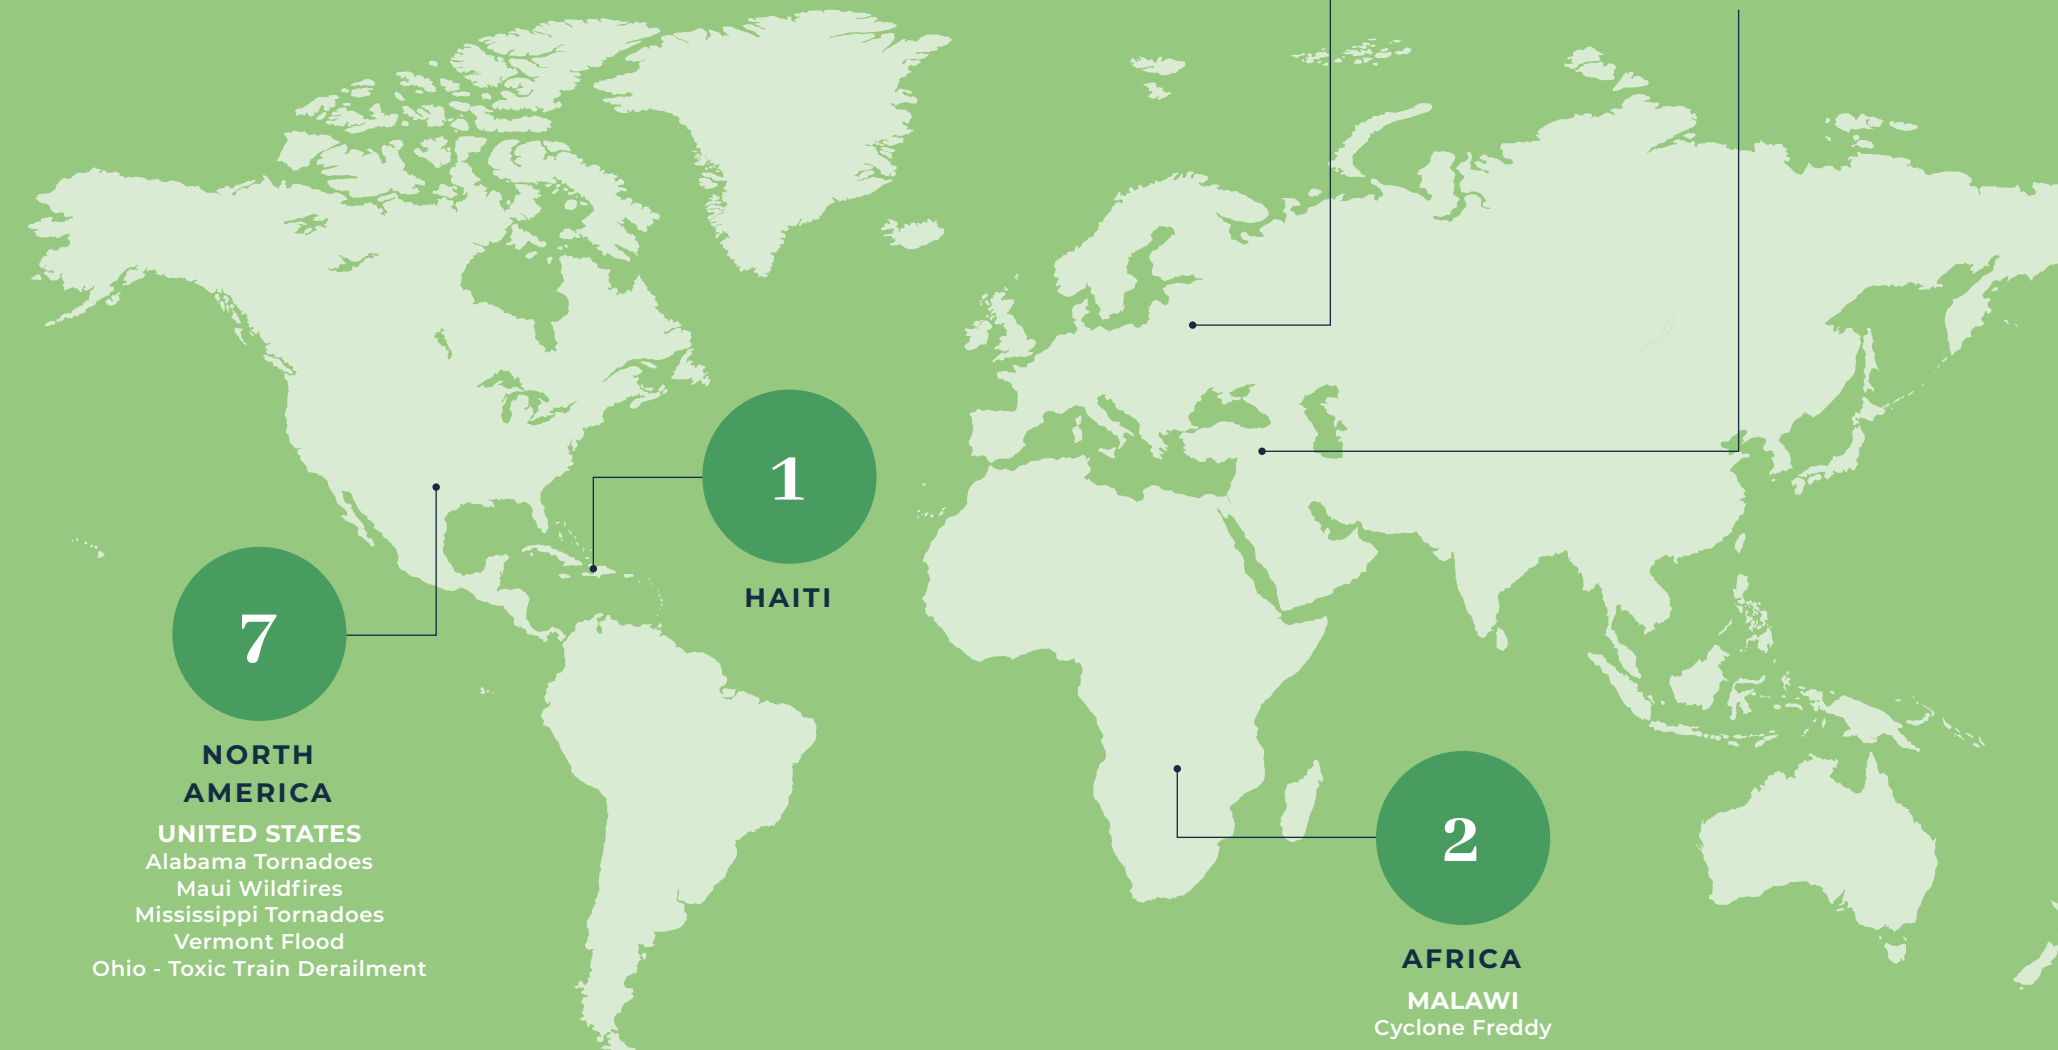 1
HAITI
7
NORTH
AMERICA
UNITED STATES
Alabama Tornadoes
Maui Wildfires
Mississippi Tornadoes
Vermont Flood
Ohio - Toxic Train Derailment
2
AFRICA
MALAWI
Cyclone Freddy